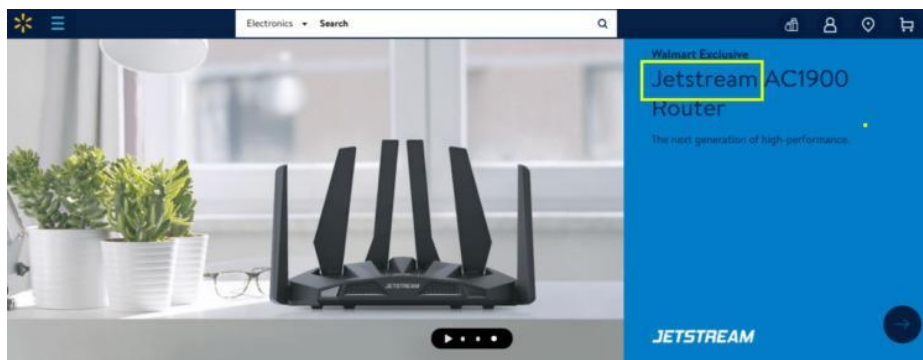 Electronics Search
Walmart Exclusive
Jetstream AC1900
Router
The next generation of high-performance.
JETSTREAM
JETSTREAM